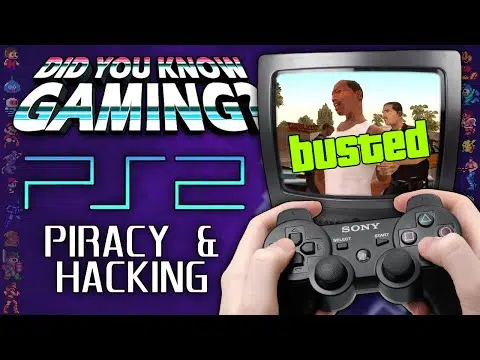 DID YOU KNOW
GAMING?
PS2
PIRACY &
HACKING
busted
SONY
SELECT
START